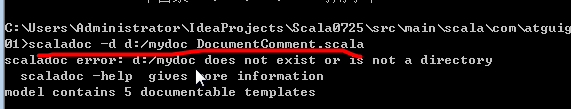 C:\Users\Administrator\IdeaProjects\Scala0725\src\main\scala\com\atguig
01>scaladoc -d d:/mydoc DocumentComment.scala
scaladoc error: d:/mydoc does not exist or is not a directory
  scaladoc -help  gives more information
model contains 5 documentable templates